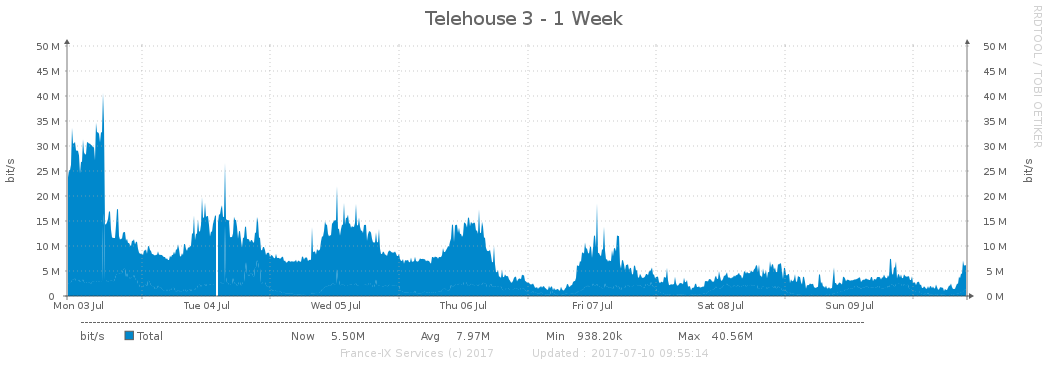 Telehouse 3 - 1 Week
RRDTOOL / TOBI OETIKER
bit/s
50 M 50 M
45 M 45 M
40 M 40 M
35 M 35 M
30 M 30 M
25 M 25 M
20 M 20 M
15 M 15 M
10 M 10 M
5 M 5 M
0 0 M
bit/s
Mon 03 Jul Tue 04 Jul Wed 05 Jul Thu 06 Jul Fri 07 Jul Sat 08 Jul Sun 09 Jul
bit/s Total Now 5.50M Avg 7.97M Min 938.20k Max 40.56M
France-IX Services (c) 2017 Updated : 2017-07-10 09:55:14